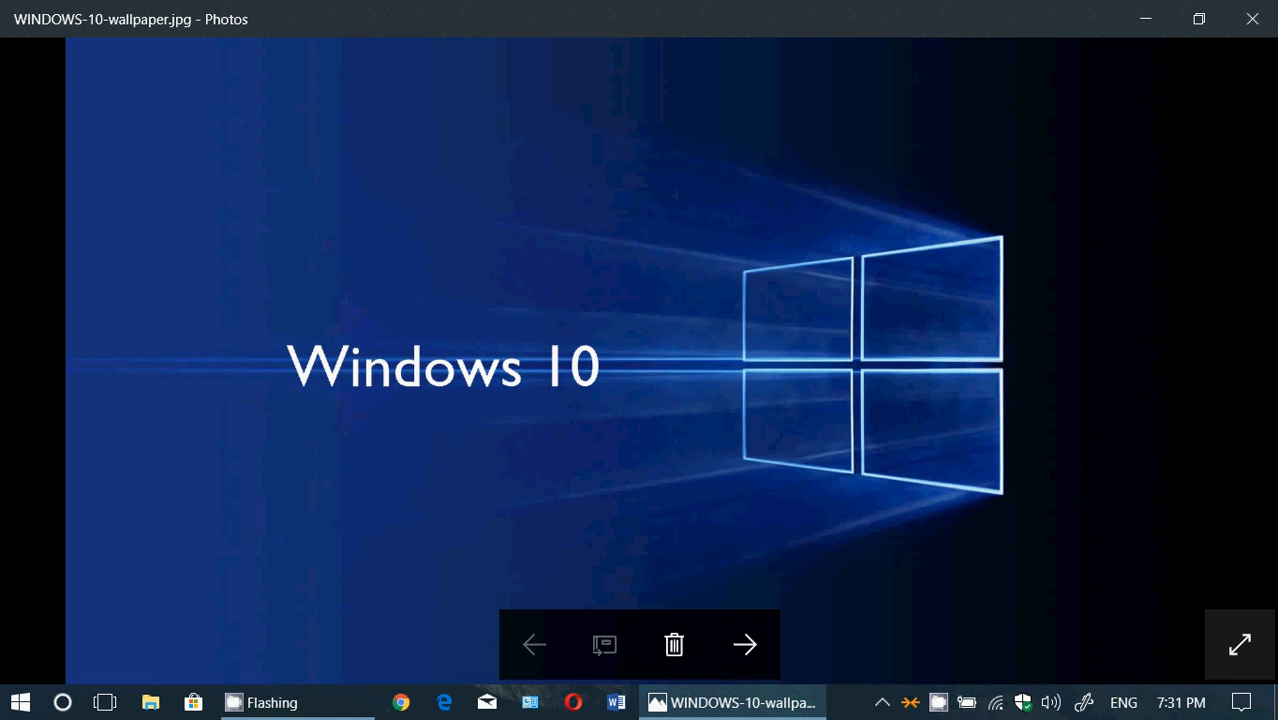 WINDOWS-10-wallpaper.jpg - Photos
Windows 10
Flashing
WINDOWS-10-wallpa...
ENG
7:31 PM